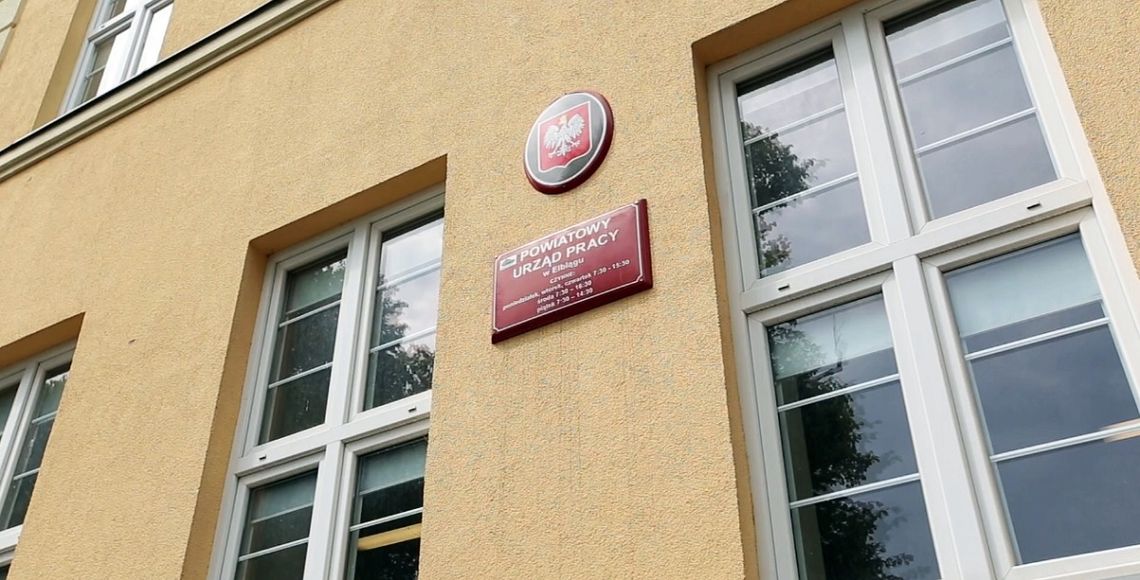 POWIATOWY
URZĄD PRACY
w Elblągu
CZYNNE:
poniedziałek, wtorek, czwartek 7:30 - 15:30
środa 7:30 - 16:30
piątek 7:30 - 14:30